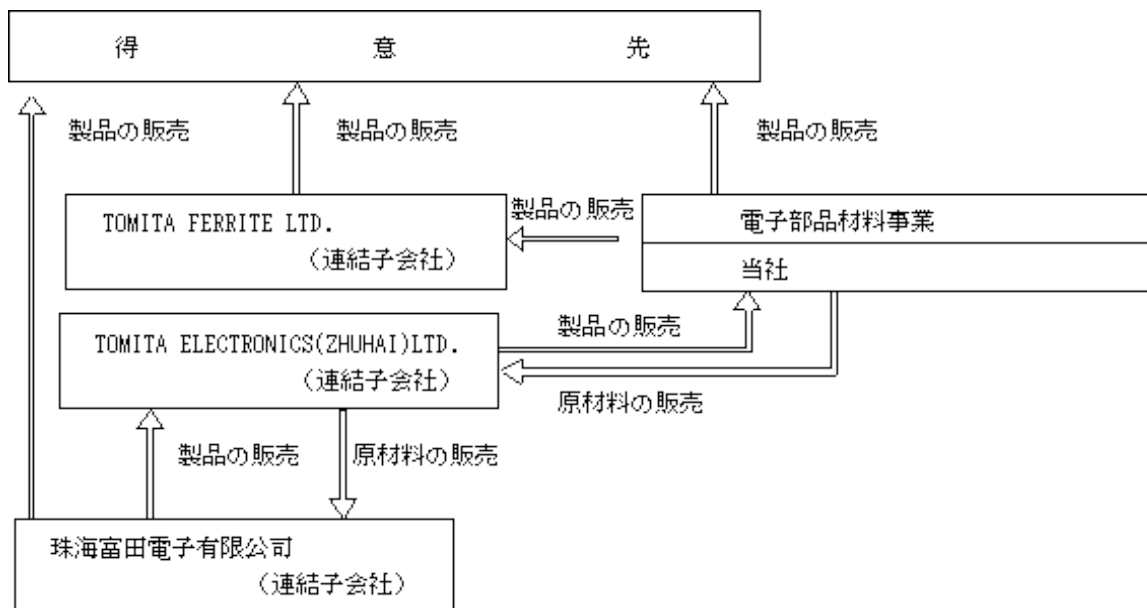 得意先
製品の販売
製品の販売
製品の販売
TOMITA FERRITE LTD.
（連結子会社）
製品の販売
電子部品材料事業
当社
TOMITA ELECTRONICS(ZHUHAI)LTD.
（連結子会社）
製品の販売
原材料の販売
製品の販売
原材料の販売
珠海富田電子有限公司
（連結子会社）